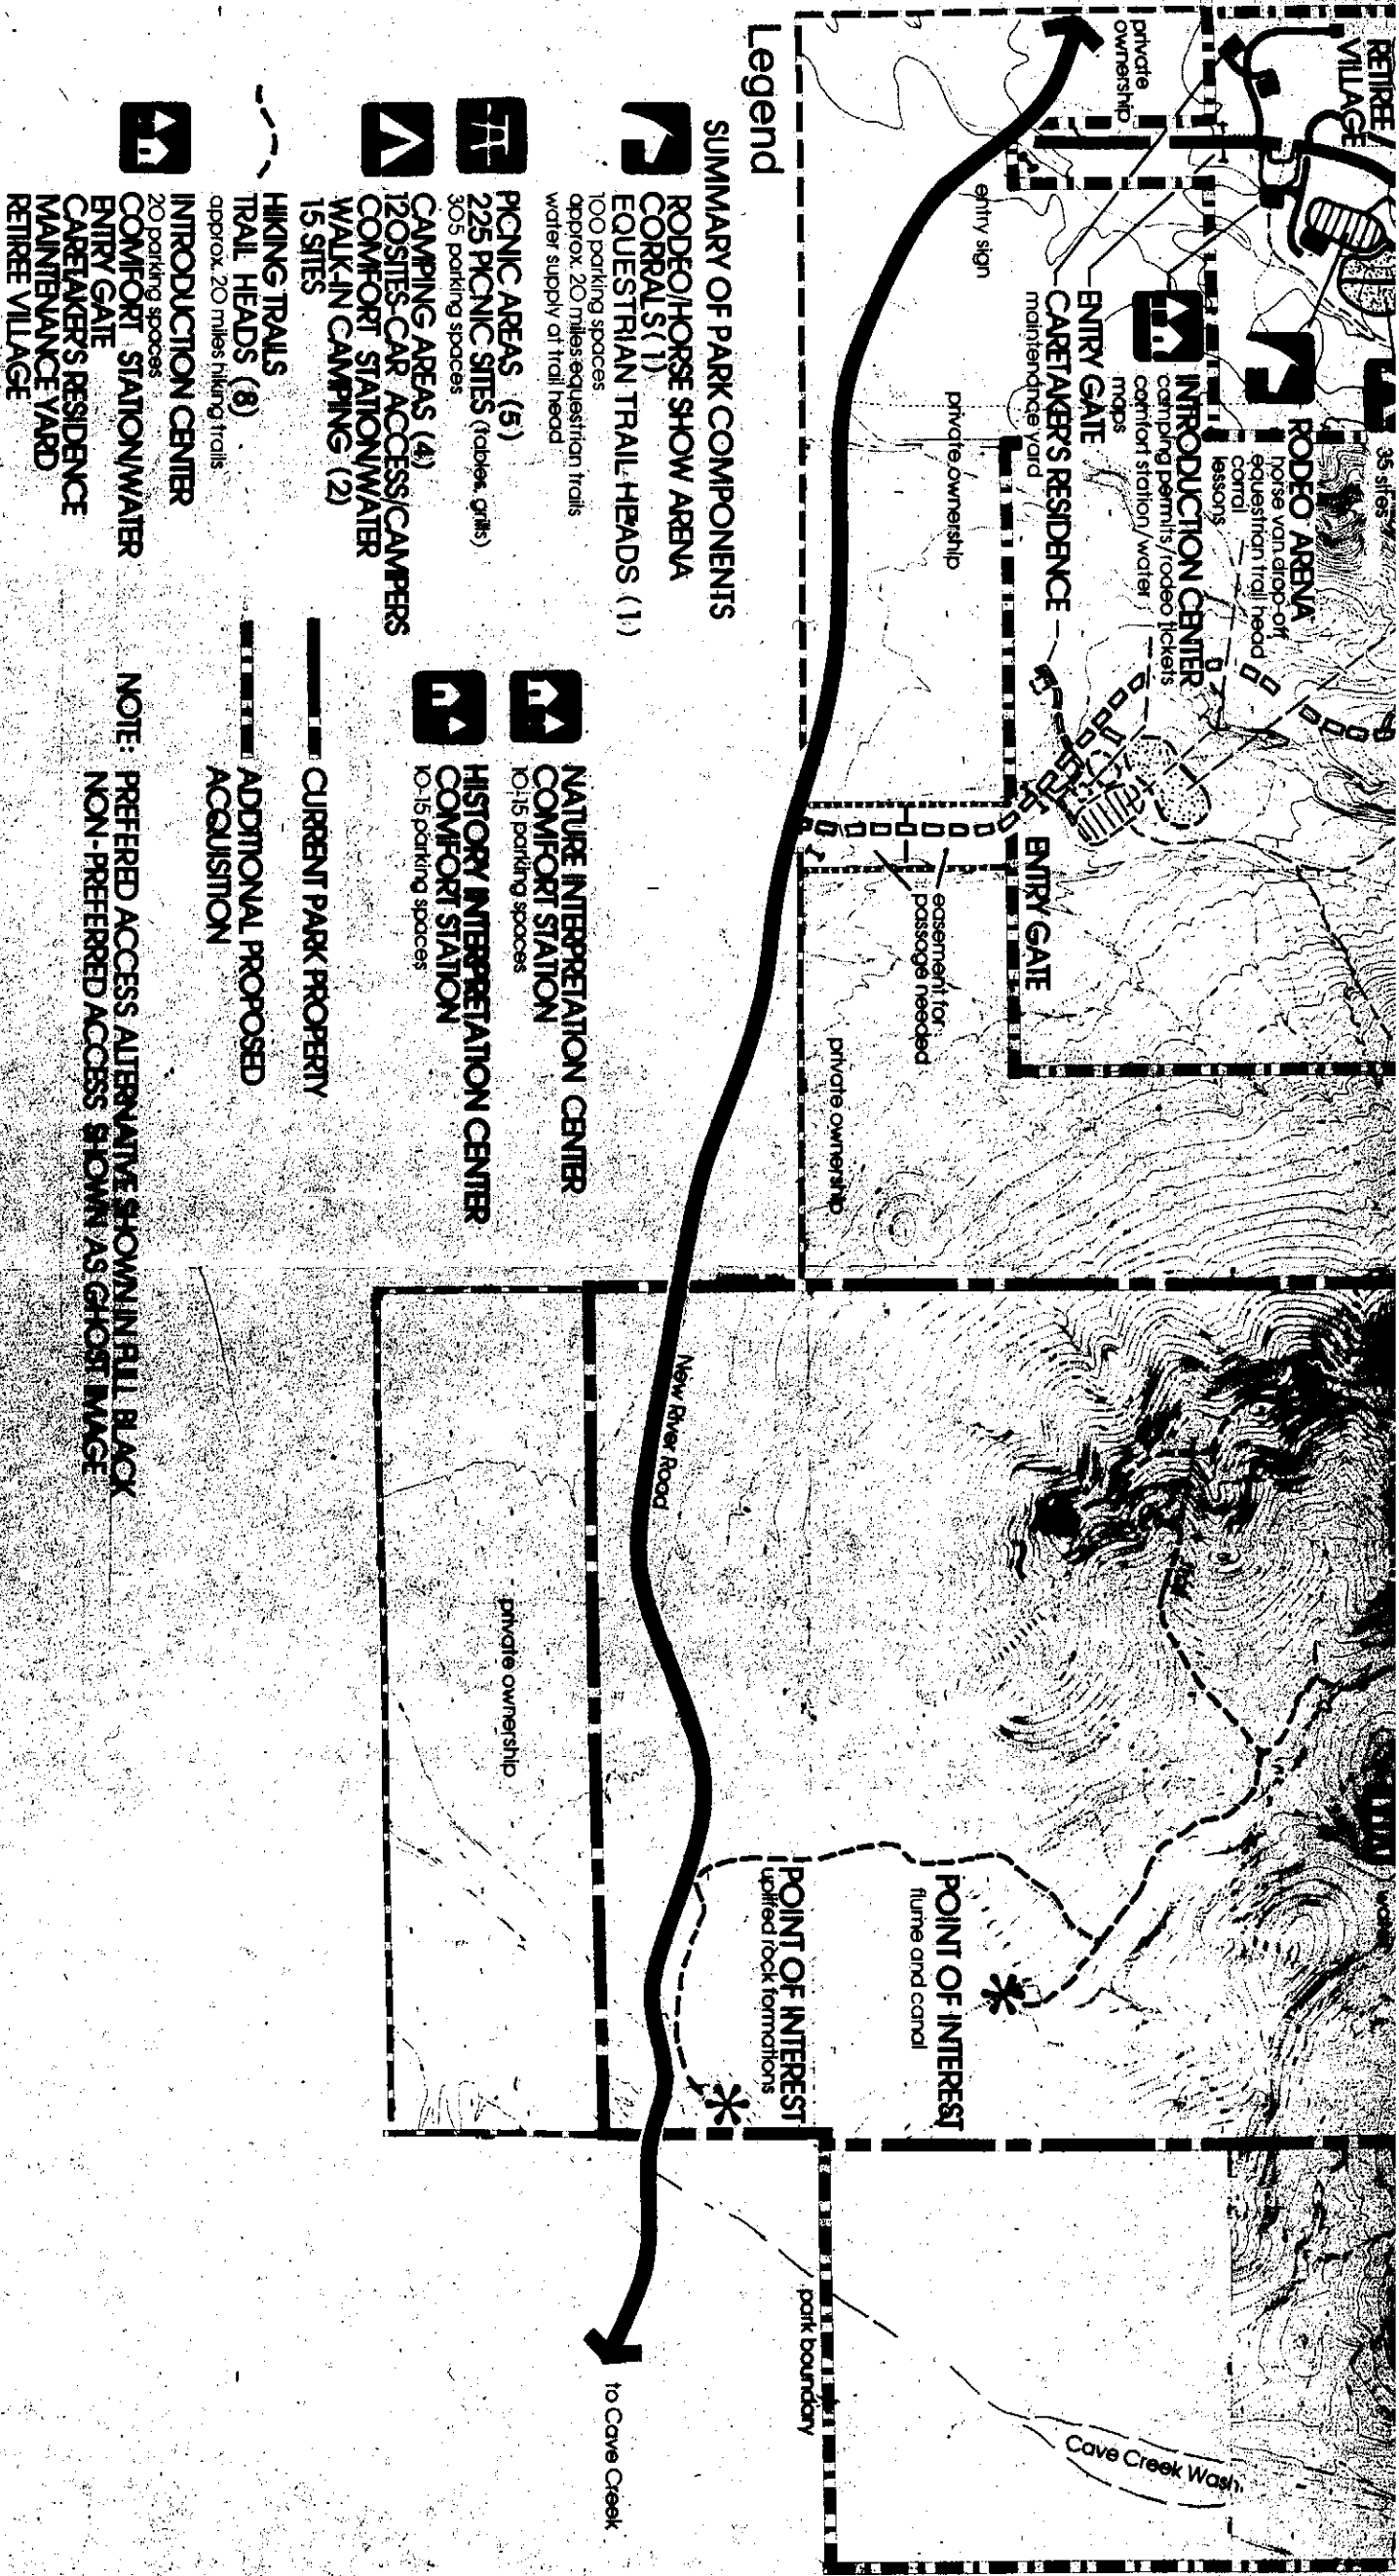 RETIREE
VILLAGE
private
ownership
35 sites
RODEO ARENA
horse van drop-off
equestrian trail head
corral
lessons
INTRODUCTION CENTER
camping permits/rodeo tickets
comfort station/water
maps
ENTRY GATE
CARETAKER'S RESIDENCE
maintenance yard
entry sign
private ownership
ENTRY GATE
easement for
passage needed
private ownership
New River Road
private ownership
POINT OF INTEREST
flume and canal
POINT OF INTEREST
uplifted rock formations
park boundary
Cave Creek Wash
to Cave Creek
Legend
SUMMARY OF PARK COMPONENTS
RODEO/HORSE SHOW ARENA
CORRALS (1)
EQUESTRIAN TRAIL-HEADS (1)
100 parking spaces
approx. 20 miles equestrian trails
water supply at trail head
PICNIC AREAS (5)
225 PICNIC SITES (tables, grills)
305 parking spaces
CAMPING AREAS (4)
120 SITES-CAR ACCESS/CAMPERS
COMFORT STATION/WATER
WALK-IN CAMPING (2)
15 SITES
HIKING TRAILS
TRAIL HEADS (8)
approx. 20 miles hiking trails
INTRODUCTION CENTER
20 parking spaces
COMFORT STATION/WATER
ENTRY GATE
CARETAKER'S RESIDENCE
MAINTENANCE YARD
RETIREE VILLAGE
NATURE INTERPRETATION CENTER
COMFORT STATION
10-15 parking spaces
HISTORY INTERPRETATION CENTER
COMFORT STATION
10-15 parking spaces
CURRENT PARK PROPERTY
ADDITIONAL PROPOSED
ACQUISITION
NOTE: PREFERRED ACCESS ALTERNATIVE SHOWN IN FULL BLACK
NON-PREFERRED ACCESS SHOWN AS GHOST IMAGE